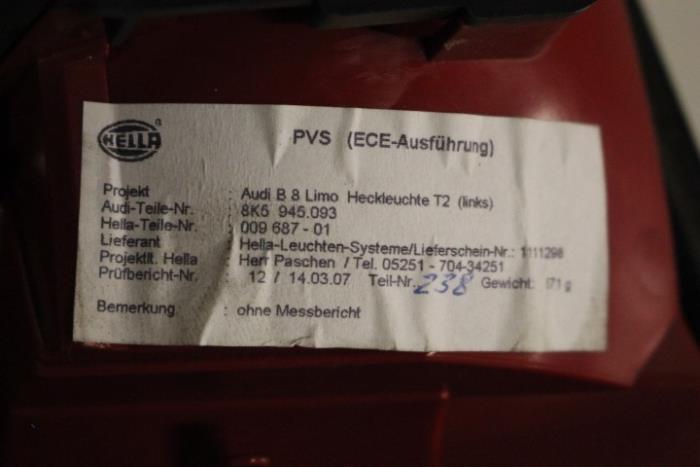 HELLA
PVS (ECE-Ausführung)
Projekt : Audi B 8 Limo Heckleuchte T2 (links)
Audi-Teile-Nr. : 8K5 945.093
Hella-Teile-Nr. : 009 687 - 01
Lieferant : Hella-Leuchten-Systeme/Lieferschein-Nr.: 1111298
Projektlt. Hella : Herr Paschen / Tel. 05251 - 704-34251
Prüfbericht-Nr. : 12 / 14.03.07 Teil-Nr.: 238 Gewicht: g
Bemerkung : ohne Messbericht